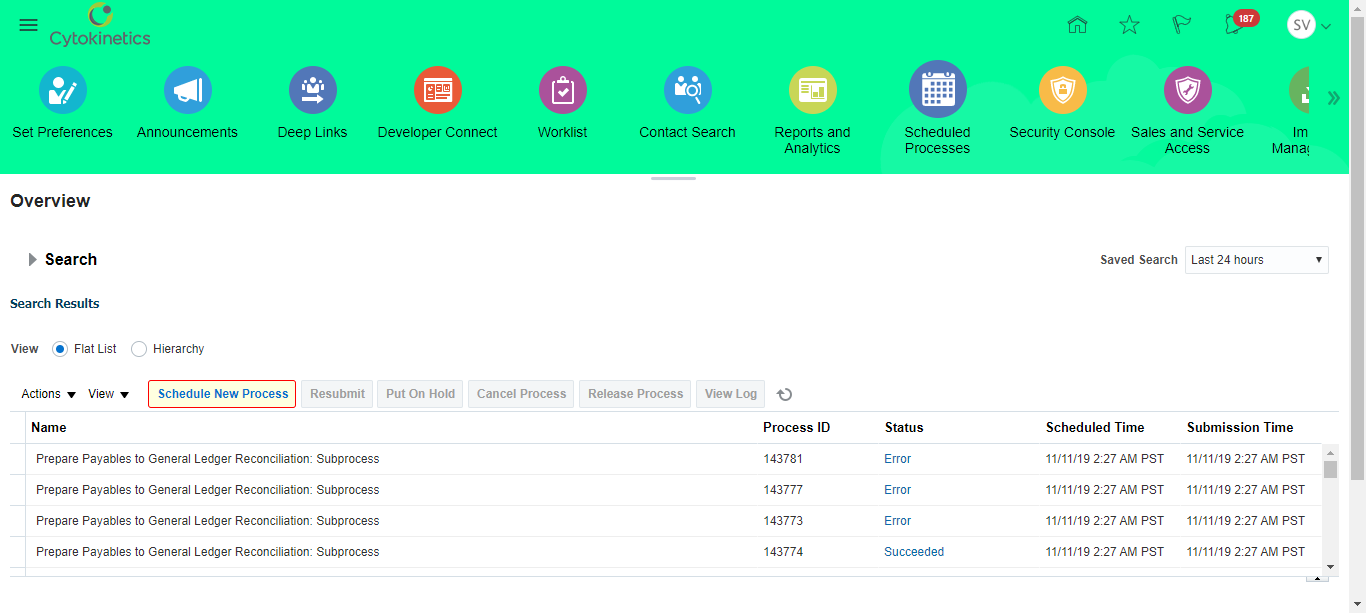 Cytokinetics
187
SV
Set Preferences
Announcements
Deep Links
Developer Connect
Worklist
Contact Search
Reports and
Analytics
Scheduled
Processes
Security Console
Sales and Service
Access
Im
Manag
Overview
Search
Saved Search Last 24 hours
Search Results
View Flat List Hierarchy
Actions View Schedule New Process Resubmit Put On Hold Cancel Process Release Process View Log
Name Process ID Status Scheduled Time Submission Time
Prepare Payables to General Ledger Reconciliation: Subprocess 143781 Error 11/11/19 2:27 AM PST 11/11/19 2:27 AM PST
Prepare Payables to General Ledger Reconciliation: Subprocess 143777 Error 11/11/19 2:27 AM PST 11/11/19 2:27 AM PST
Prepare Payables to General Ledger Reconciliation: Subprocess 143773 Error 11/11/19 2:27 AM PST 11/11/19 2:27 AM PST
Prepare Payables to General Ledger Reconciliation: Subprocess 143774 Succeeded 11/11/19 2:27 AM PST 11/11/19 2:27 AM PST